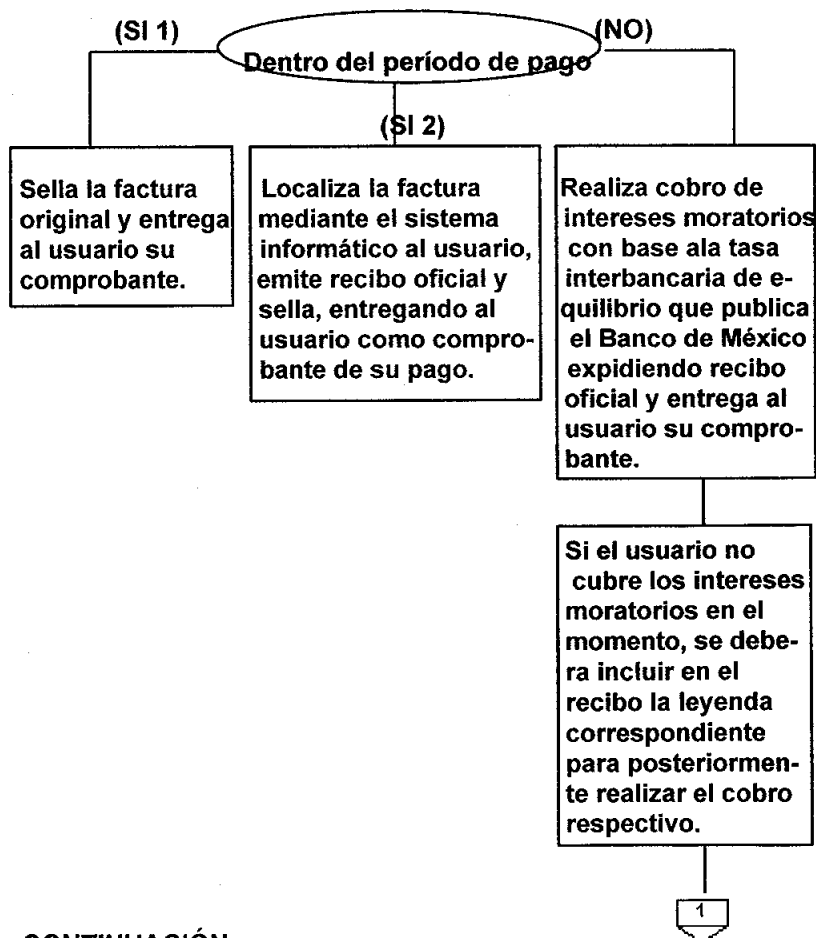 (SI 1)
(NO)
Dentro del período de pago
(SI 2)
Sella la factura
original y entrega
al usuario su
comprobante.
Localiza la factura
mediante el sistema
informático al usuario,
emite recibo oficial y
sella, entregando al
usuario como compro-
bante de su pago.
Realiza cobro de
intereses moratorios
con base ala tasa
interbancaria de e-
quilibrio que publica
el Banco de México
expidiendo recibo
oficial y entrega al
usuario su compro-
bante.
Si el usuario no
cubre los intereses
moratorios en el
momento, se debe-
ra incluir en el
recibo la leyenda
correspondiente
para posteriormen-
te realizar el cobro
respectivo.
1
CONTINUACIÓN